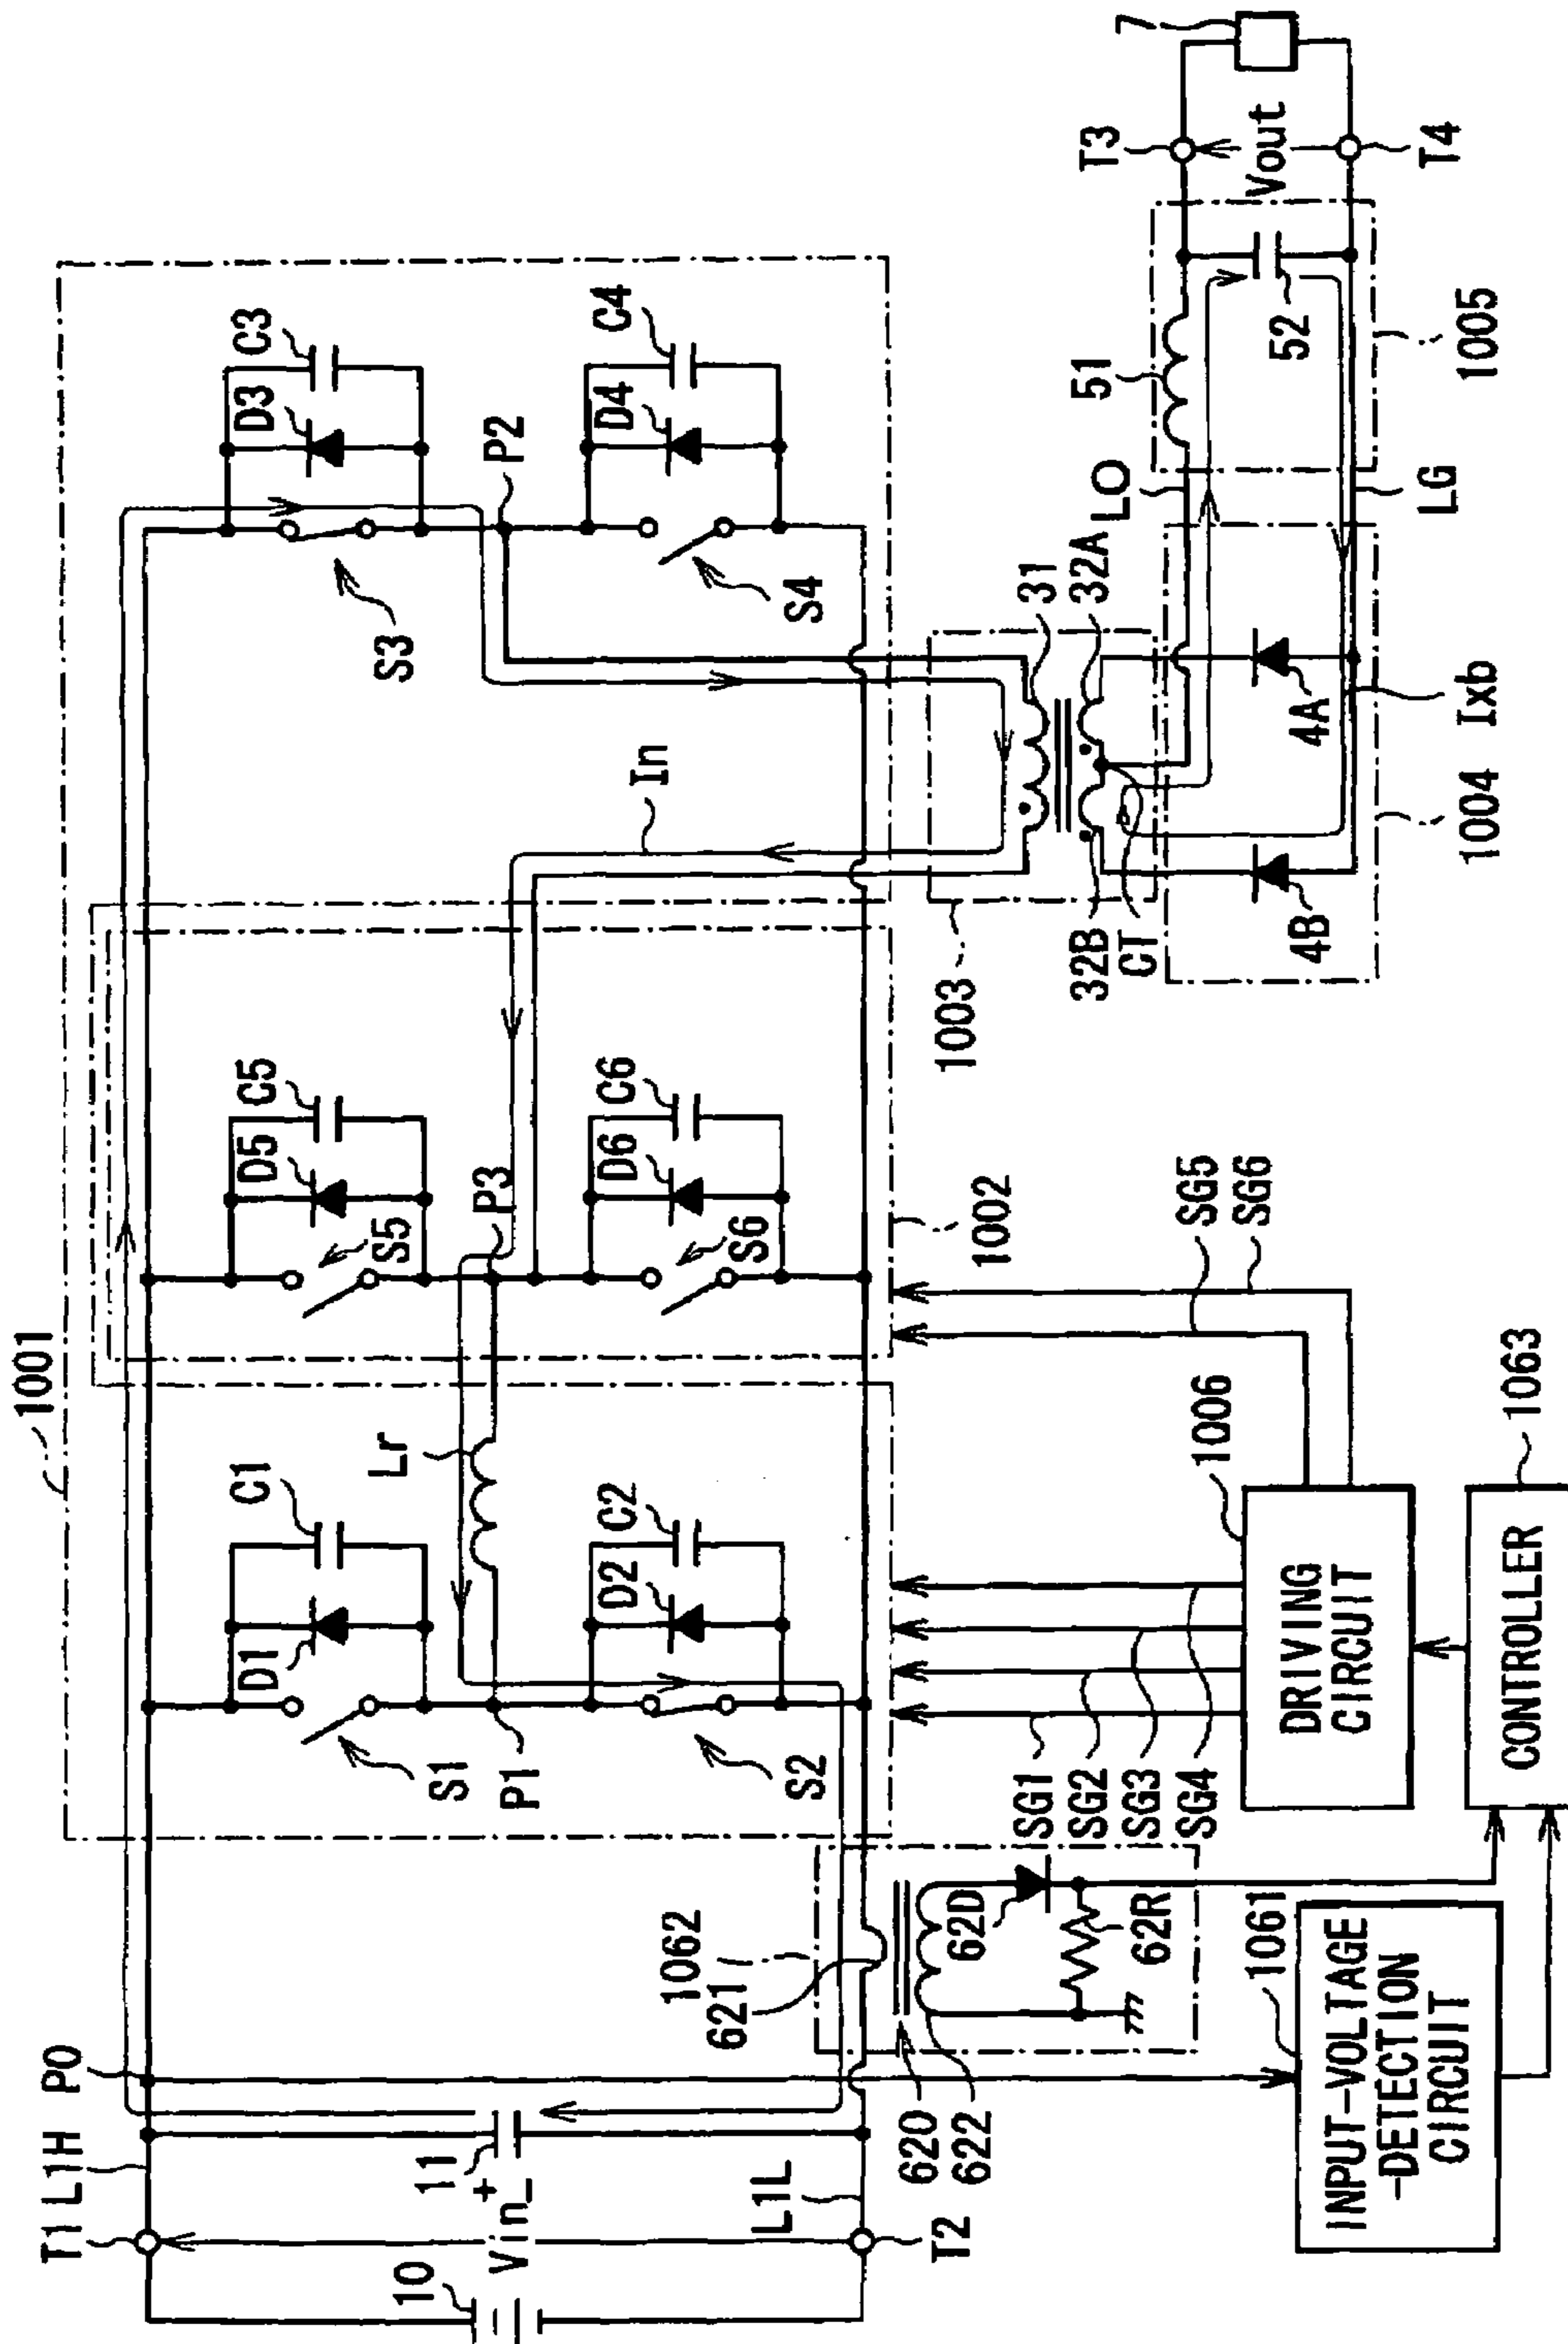 1001
T1
L1H
P0
10
Vin
+
-
11
L1L
T2
S1
D1
C1
P1
Lr
S2
D2
C2
S5
D5
C5
P3
S6
D6
C6
1002
S3
D3
C3
P2
S4
D4
C4
In
1003
31
32A
32B
CT
1004
4A
4B
Ixb
LO
LG
51
52
1005
T3
Vout
T4
7
1062
621
620
622
62D
62R
SG1
SG2
SG3
SG4
SG5
SG6
1006
DRIVING
CIRCUIT
1063
CONTROLLER
1061
INPUT-VOLTAGE
-DETECTION
CIRCUIT